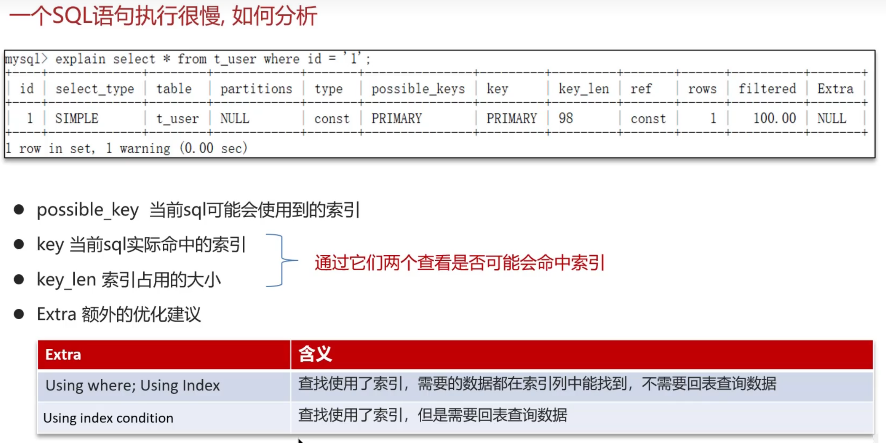 一个SQL语句执行很慢, 如何分析
mysql> explain select * from t_user where id = '1';
| id | select_type | table | partitions | type | possible_keys | key | key_len | ref | rows | filtered | Extra |
| 1 | SIMPLE | t_user | NULL | const | PRIMARY | PRIMARY | 98 | const | 1 | 100.00 | NULL |
1 row in set, 1 warning (0.00 sec)
● possible_key 当前sql可能会使用到的索引
● key 当前sql实际命中的索引
● key_len 索引占用的大小
通过它们两个查看是否可能会命中索引
● Extra 额外的优化建议
Extra 含义
Using where; Using Index 查找使用了索引，需要的数据都在索引列中能找到，不需要回表查询数据
Using index condition 查找使用了索引，但是需要回表查询数据